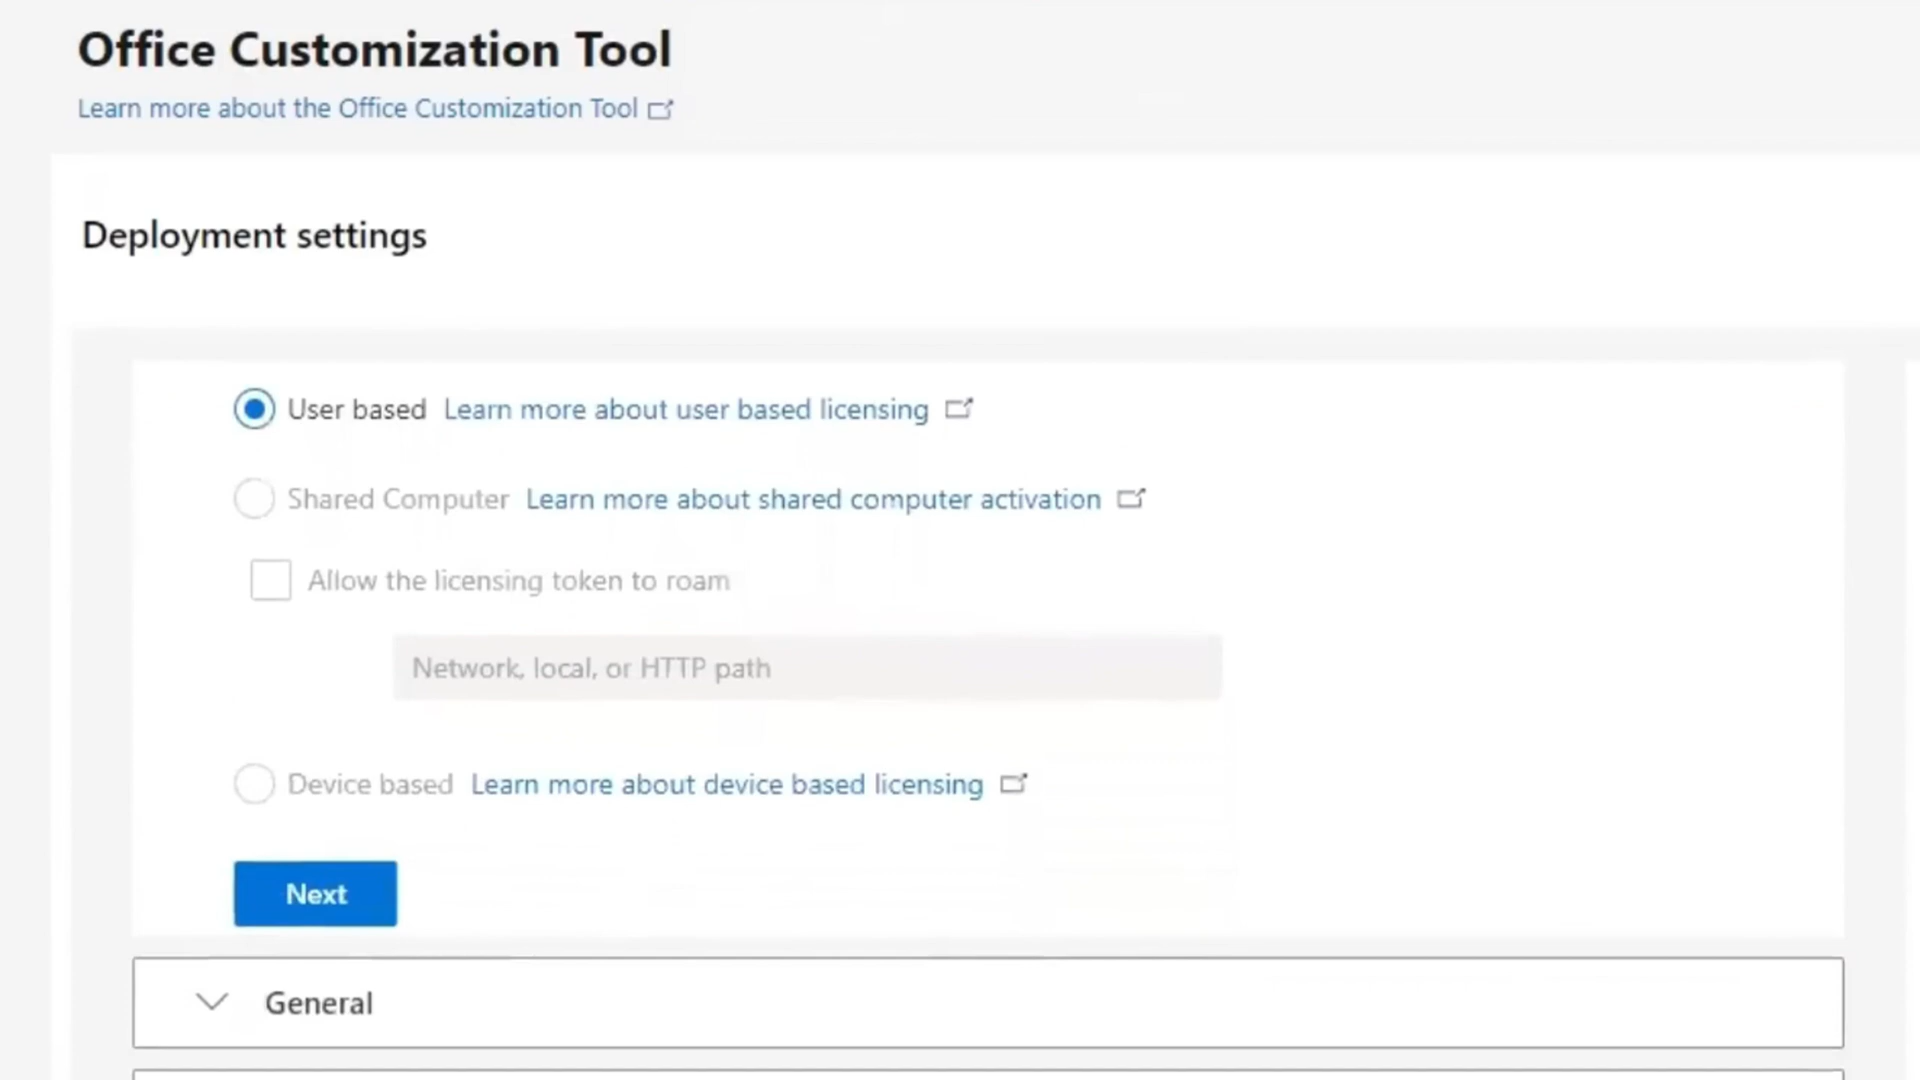 Office Customization Tool
Learn more about the Office Customization Tool
Deployment settings
User based Learn more about user based licensing
Shared Computer Learn more about shared computer activation
Allow the licensing token to roam
Network, local, or HTTP path
Device based Learn more about device based licensing
Next
General